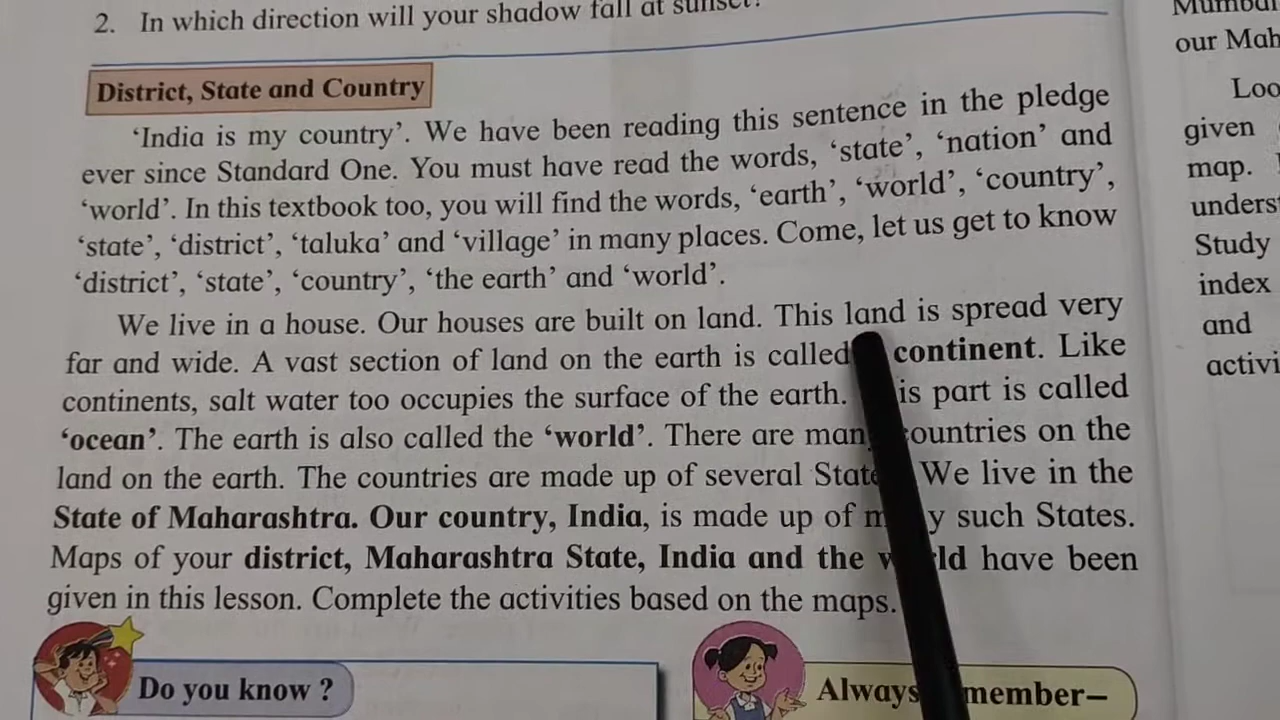 2. In which direction will your shadow fall at sunset?
District, State and Country
‘India is my country’. We have been reading this sentence in the pledge
ever since Standard One. You must have read the words, ‘state’, ‘nation’ and
‘world’. In this textbook too, you will find the words, ‘earth’, ‘world’, ‘country’,
‘state’, ‘district’, ‘taluka’ and ‘village’ in many places. Come, let us get to know
‘district’, ‘state’, ‘country’, ‘the earth’ and ‘world’.
We live in a house. Our houses are built on land. This land is spread very
far and wide. A vast section of land on the earth is called continent. Like
continents, salt water too occupies the surface of the earth. is part is called
‘ocean’. The earth is also called the ‘world’. There are many countries on the
land on the earth. The countries are made up of several States. We live in the
State of Maharashtra. Our country, India, is made up of many such States.
Maps of your district, Maharashtra State, India and the world have been
given in this lesson. Complete the activities based on the maps.
Do you know ?
Always remember–
Mumbai
our Mah
Loo
given
map.
underst
Study
index
and
activi